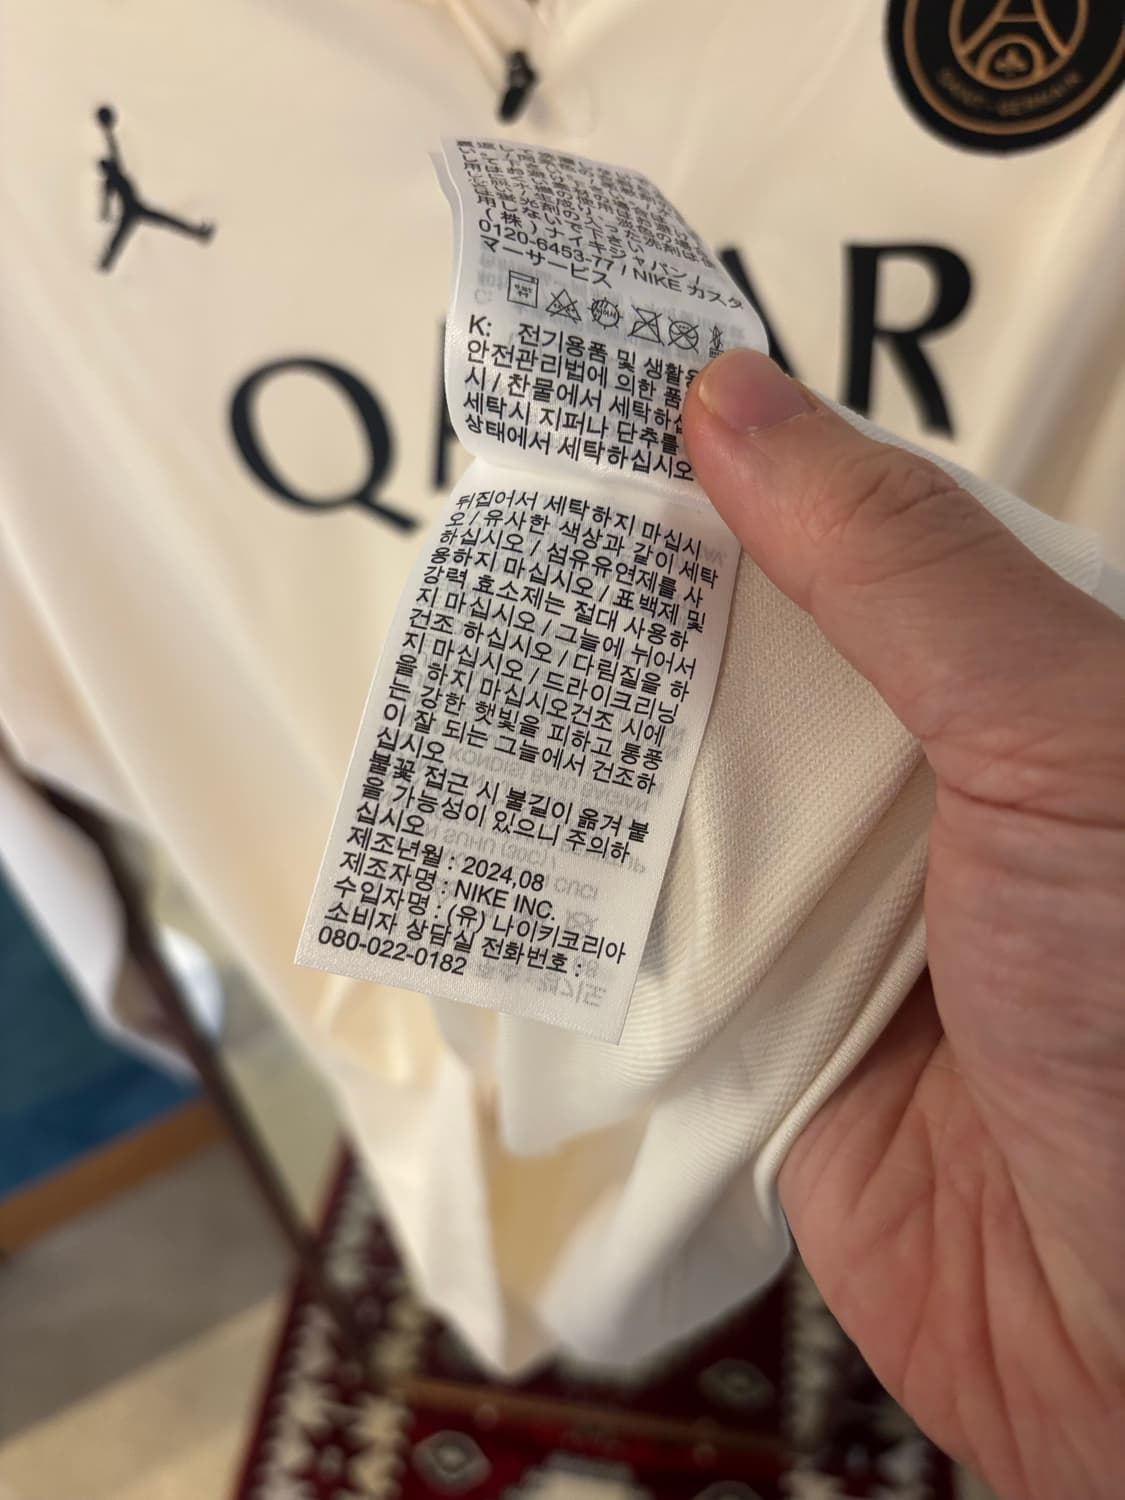 SAINT-GERMAIN
Q
AR
(株)ナイキジャパン/
0120-6453-77 / NIKE カスタ
マーサービス
K: 전기용품 및 생활용
안전관리법에 의한 품
시 / 찬물에서 세탁하십
세탁시 지퍼나 단추를
상태에서 세탁하십시오
뒤집어서 세탁하지 마십시
오 / 유사한 색상과 같이 세탁
하십시오 / 섬유유연제를 사
용하지 마십시오 / 표백제 및
강력 효소제는 절대 사용하
지 마십시오 / 그늘에 뉘어서
건조 하십시오 / 다림질을 하
지 마십시오 / 드라이크리닝
을 하지 마십시오건조 시에
는 강한 햇빛을 피하고 통풍
이 잘 되는 그늘에서 건조하
십시오
불꽃 접근 시 불길이 옮겨 붙
을 가능성이 있으니 주의하
십시오
제조년월 : 2024,08
제조자명 : NIKE INC.
수입자명 : (유) 나이키코리아
소비자 상담실 전화번호 :
080-022-0182